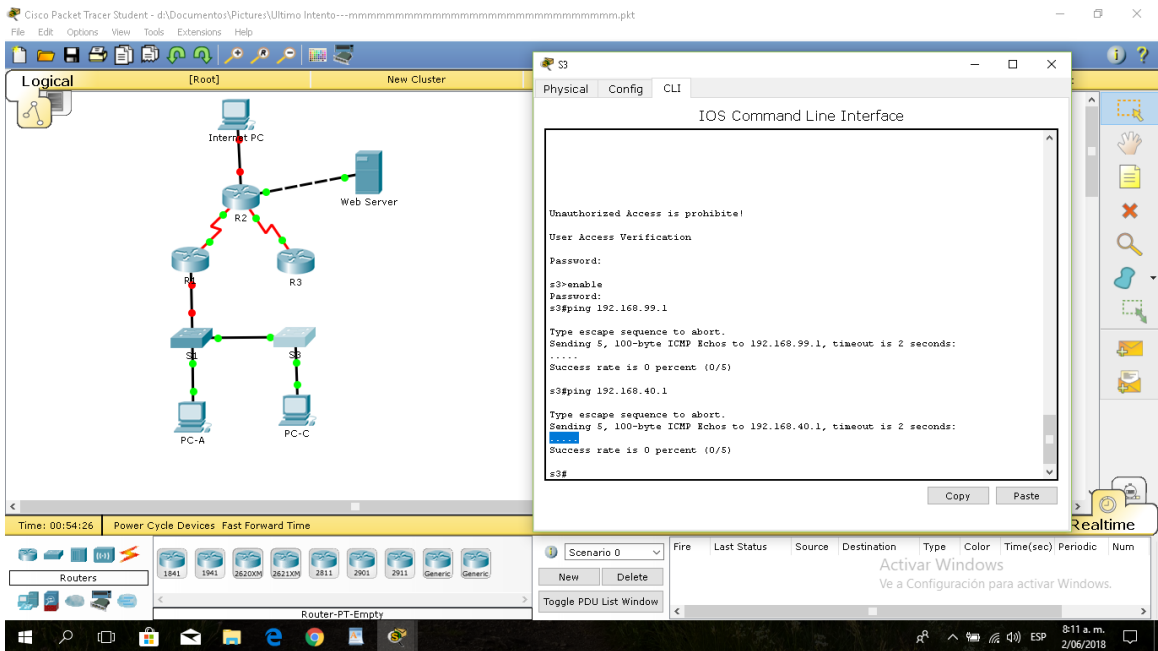 Cisco Packet Tracer Student - d:\Documentos\Pictures\Ultimo Intento---mmmmmmmmmmmmmmmmmmmmmmmmmmmmmmmmm.pkt
File Edit Options View Tools Extensions Help
Logical [Root] New Cluster
Internet PC
Web Server
R2
R1
R3
S1
S3
PC-A
PC-C
S3
Physical Config CLI
IOS Command Line Interface
Unauthorized Access is prohibite!
User Access Verification
Password:
s3>enable
Password:
s3#ping 192.168.99.1
Type escape sequence to abort.
Sending 5, 100-byte ICMP Echos to 192.168.99.1, timeout is 2 seconds:
.....
Success rate is 0 percent (0/5)
s3#ping 192.168.40.1
Type escape sequence to abort.
Sending 5, 100-byte ICMP Echos to 192.168.40.1, timeout is 2 seconds:
.....
Success rate is 0 percent (0/5)
s3#
Copy Paste
Time: 00:54:26 Power Cycle Devices Fast Forward Time
Realtime
Routers
1841 1941 2620XM 2621XM 2811 2901 2911 Generic Generic
Router-PT-Empty
Scenario 0
New Delete
Toggle PDU List Window
Fire Last Status Source Destination Type Color Time(sec) Periodic Num
Activar Windows
Ve a Configuración para activar Windows.
ESP
8:11 a. m.
2/06/2018